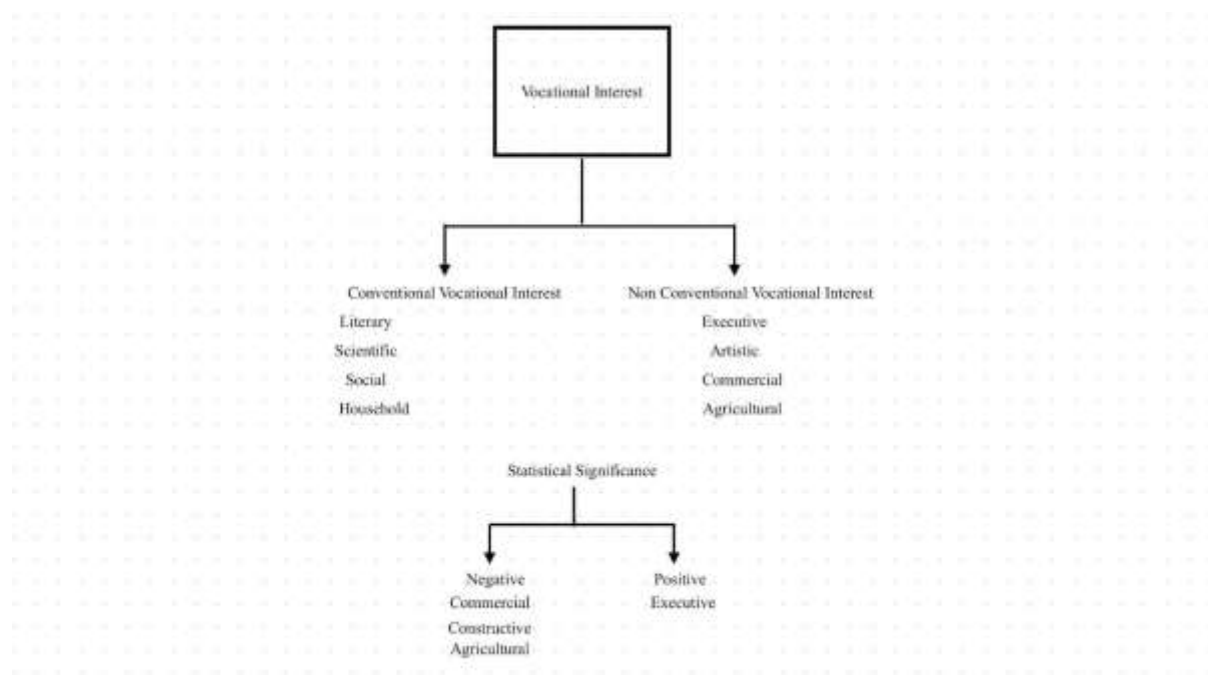 Vocational Interest
Conventional Vocational Interest
Literary
Scientific
Social
Household
Non Conventional Vocational Interest
Executive
Artistic
Commercial
Agricultural
Statistical Significance
Negative
Commercial
Constructive
Agricultural
Positive
Executive